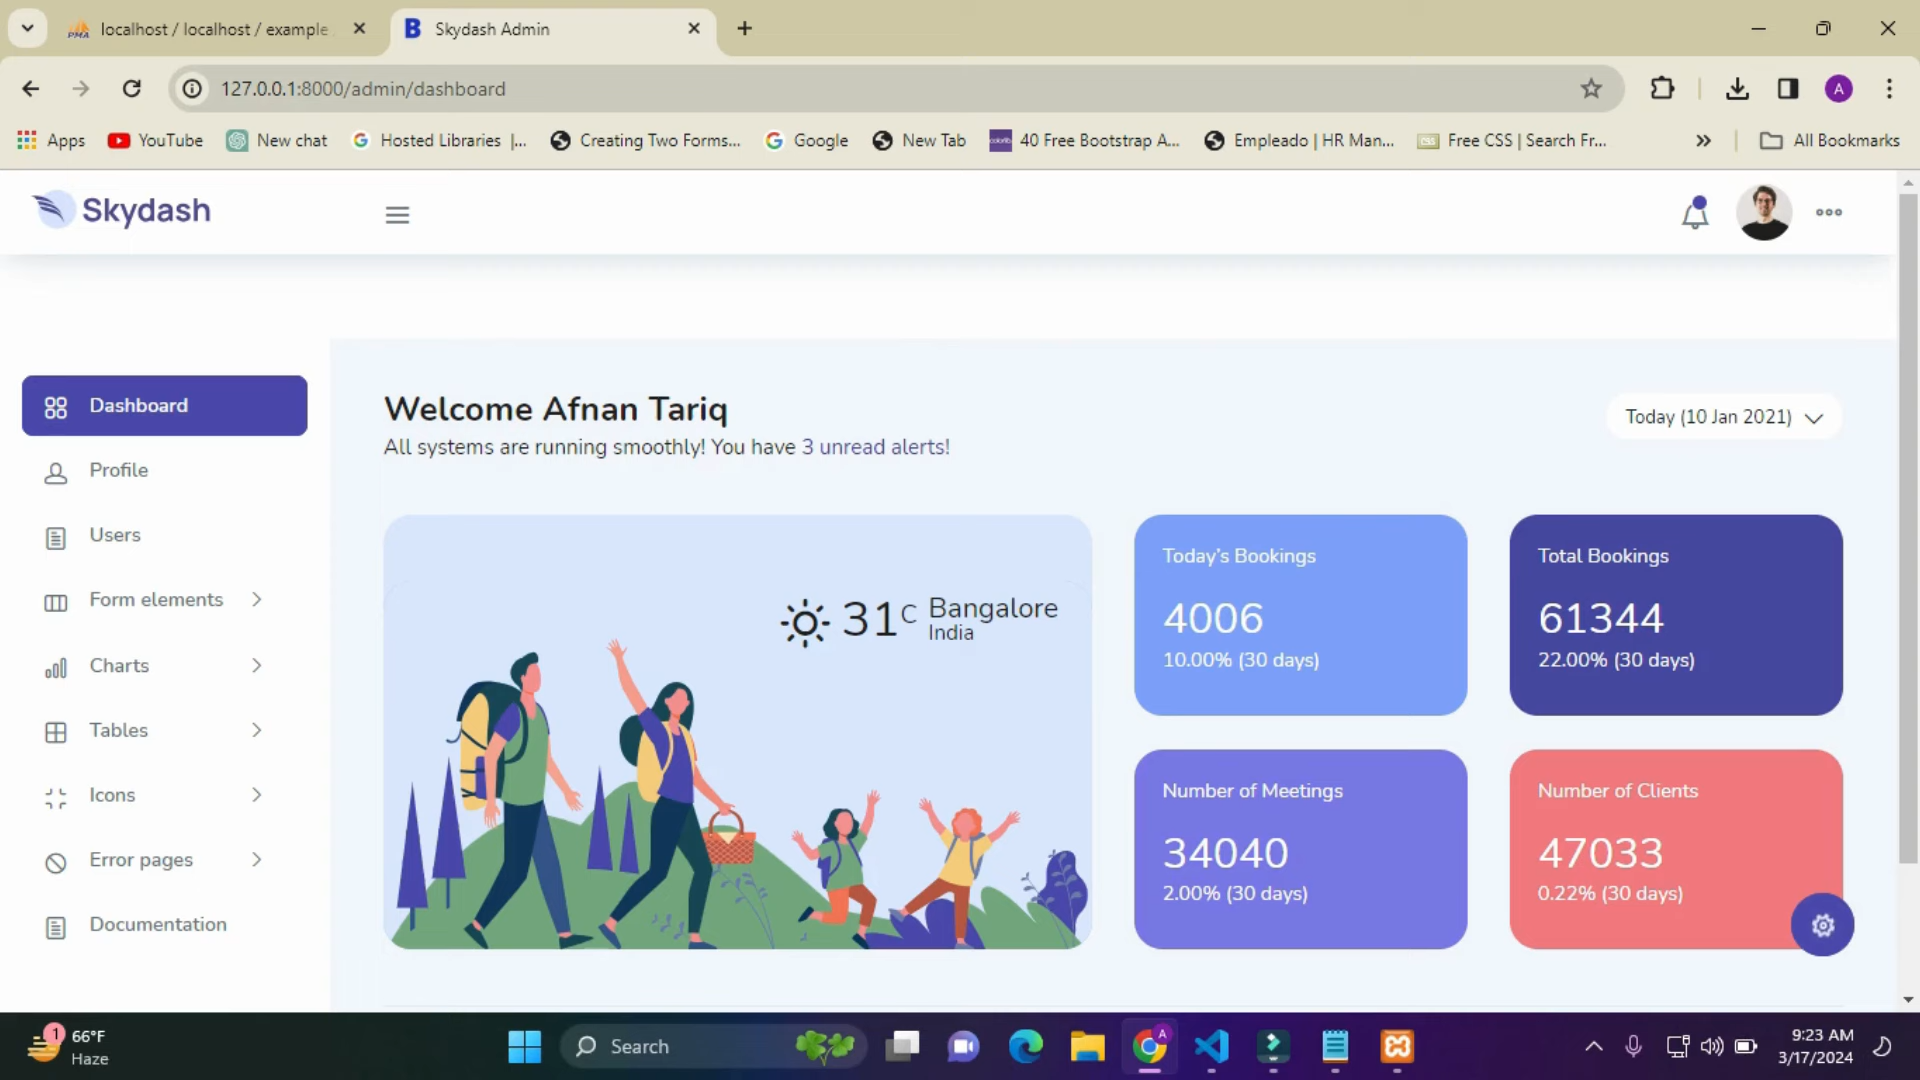 localhost / localhost / example
Skydash Admin
127.0.0.1:8000/admin/dashboard
Apps
YouTube
New chat
Hosted Libraries |...
Creating Two Forms...
Google
New Tab
40 Free Bootstrap A...
Empleado | HR Man...
Free CSS | Search Fr...
All Bookmarks
A
Skydash
Dashboard
Profile
Users
Form elements
Charts
Tables
Icons
Error pages
Documentation
Welcome Afnan Tariq
All systems are running smoothly! You have 3 unread alerts!
Today (10 Jan 2021)
31 C Bangalore
India
Today's Bookings
4006
10.00% (30 days)
Total Bookings
61344
22.00% (30 days)
Number of Meetings
34040
2.00% (30 days)
Number of Clients
47033
0.22% (30 days)
1
66°F
Haze
Search
A
9:23 AM
3/17/2024